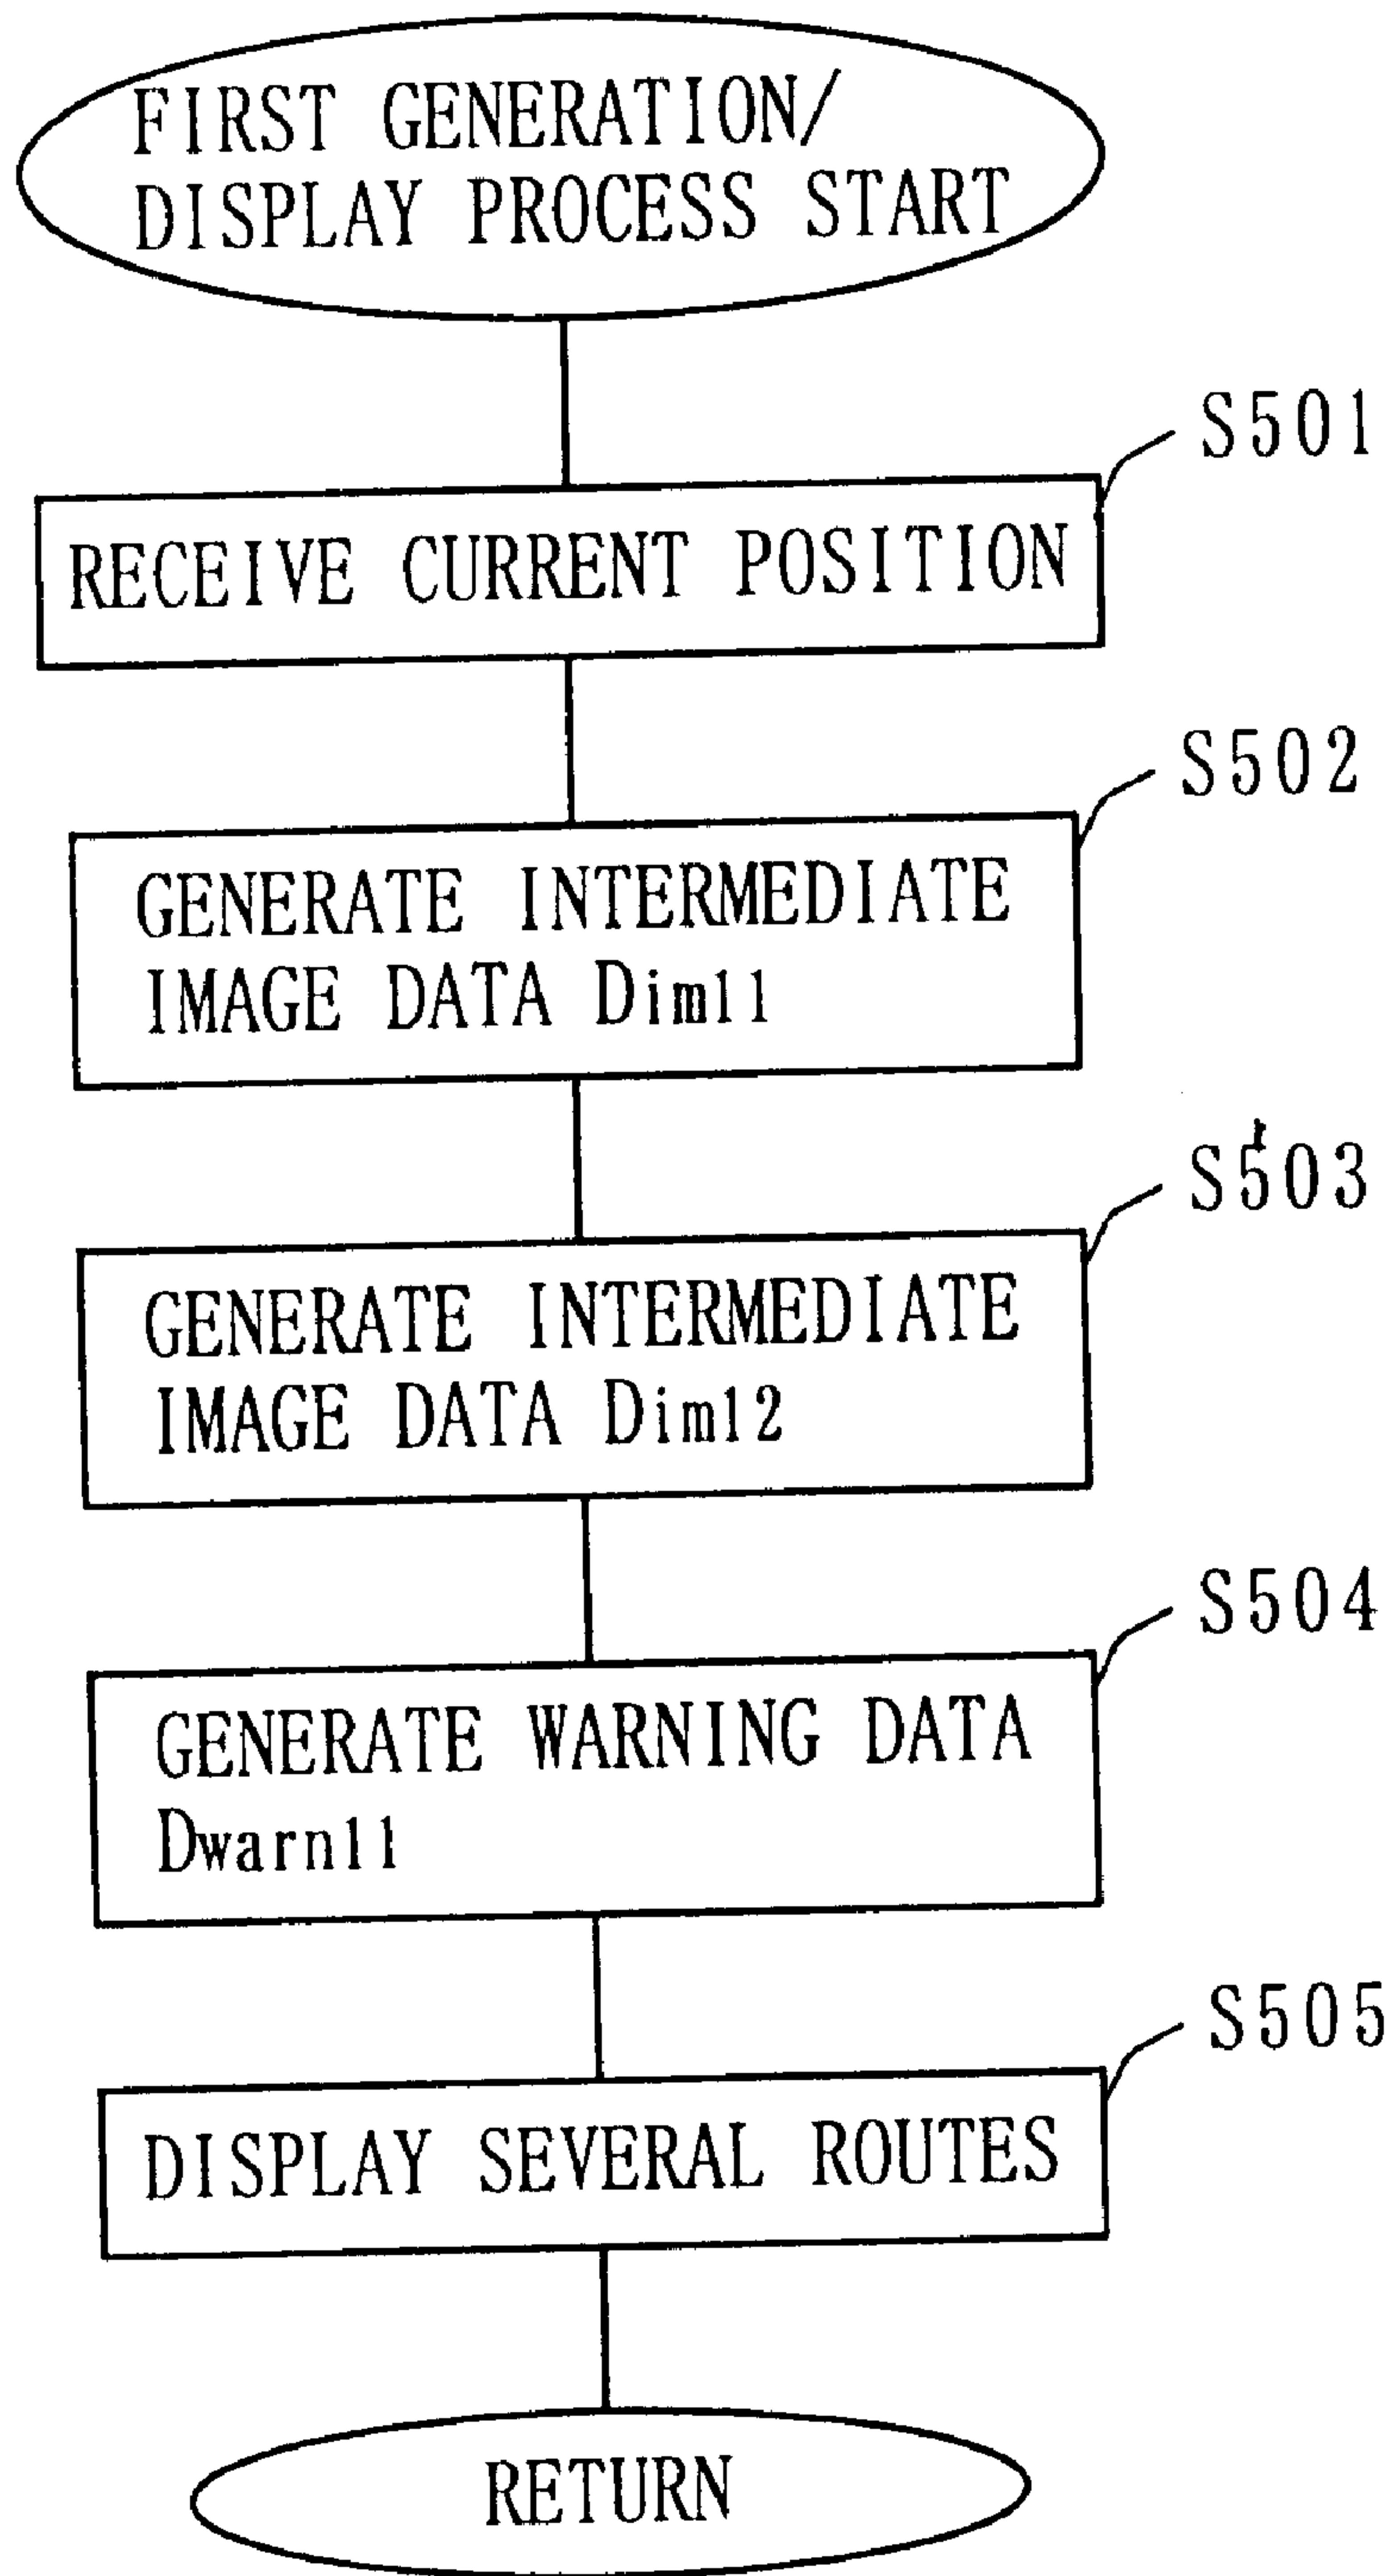 FIRST GENERATION/
DISPLAY PROCESS START
S501
RECEIVE CURRENT POSITION
S502
GENERATE INTERMEDIATE
IMAGE DATA Dim11
S503
GENERATE INTERMEDIATE
IMAGE DATA Dim12
S504
GENERATE WARNING DATA
Dwarn11
S505
DISPLAY SEVERAL ROUTES
RETURN